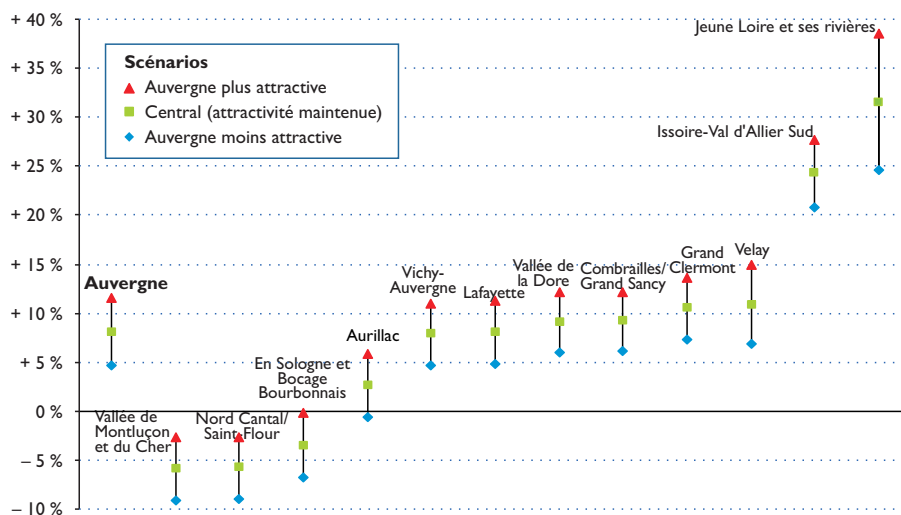 + 40 %
+ 35 %
+ 30 %
+ 25 %
+ 20 %
+ 15 %
+ 10 %
+ 5 %
0 %
– 5 %
– 10 %
Scénarios
Auvergne plus attractive
Central (attractivité maintenue)
Auvergne moins attractive
Auvergne
Vallée de
Montluçon
et du Cher
Nord Cantal/
Saint-Flour
En Sologne et
Bocage
Bourbonnais
Aurillac
Vichy-
Auvergne
Lafayette
Vallée de
la Dore
Combrailles/
Grand Sancy
Grand
Clermont
Velay
Issoire-Val d'Allier Sud
Jeune Loire et ses rivières